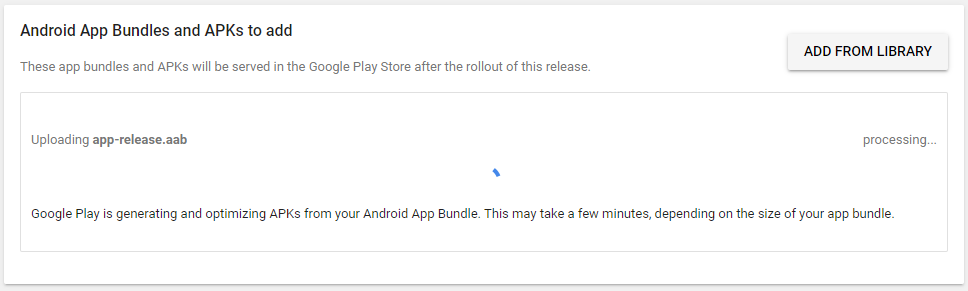 Android App Bundles and APKs to add
ADD FROM LIBRARY
These app bundles and APKs will be served in the Google Play Store after the rollout of this release.
Uploading app-release.aab
processing...
Google Play is generating and optimizing APKs from your Android App Bundle. This may take a few minutes, depending on the size of your app bundle.